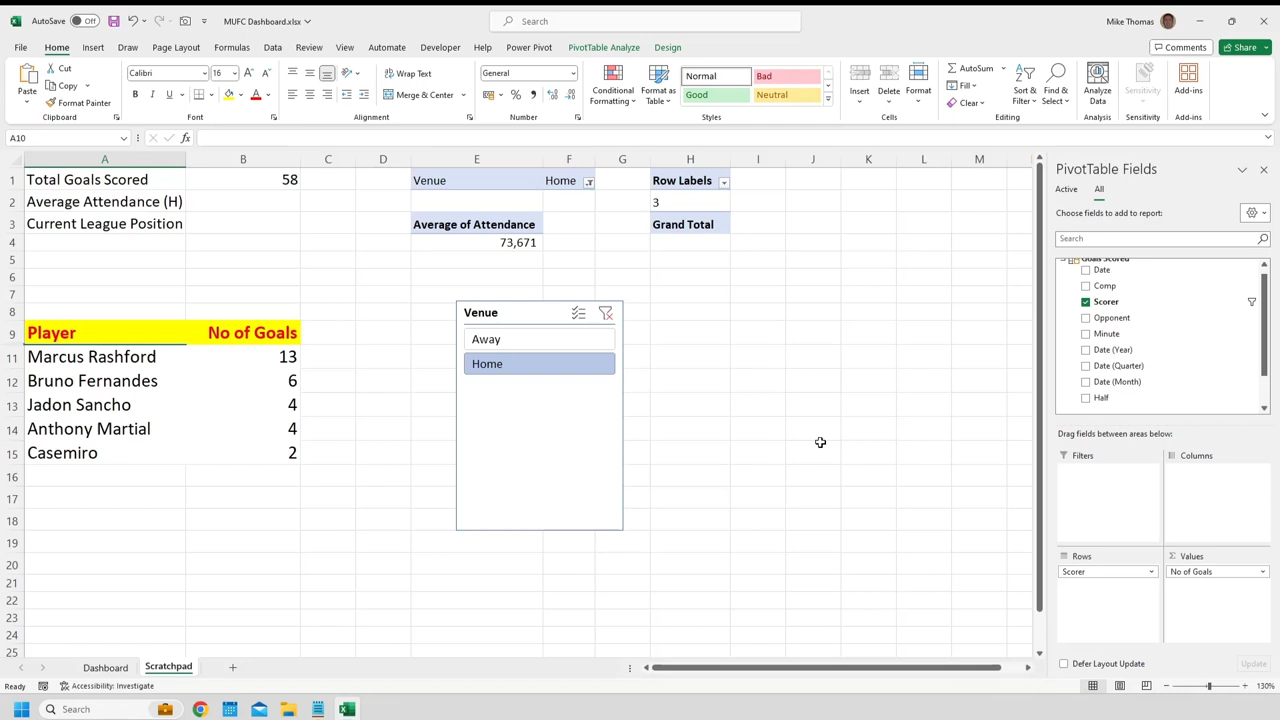 AutoSave Off MUFC Dashboard.xlsx Search Mike Thomas
File Home Insert Draw Page Layout Formulas Data Review View Automate Developer Help Power Pivot PivotTable Analyze Design Comments Share
Paste Cut Copy Format Painter
Calibri 16
B I U
Wrap Text
Merge & Center
General
Conditional Formatting Format as Table
Normal Bad
Good Neutral
Insert Delete Format
AutoSum
Fill
Clear
Sort & Filter Find & Select Analyze Data Sensitivity Add-ins
Clipboard Font Alignment Number Styles Cells Editing Analysis Sensitivity Add-ins
A10 fx
A B C D E F G H I J K L M
1 Total Goals Scored 58 Venue Home Row Labels
2 Average Attendance (H) 3
3 Current League Position Average of Attendance Grand Total
4 73,671
5
6
7
8
9 Player No of Goals
11 Marcus Rashford 13
12 Bruno Fernandes 6
13 Jadon Sancho 4
14 Anthony Martial 4
15 Casemiro 2
16
17
18
19
20
21
22
23
24
25
Venue
Away
Home
PivotTable Fields
Active All
Choose fields to add to report:
Search
Goals Scored
Date
Comp
Scorer
Opponent
Minute
Date (Year)
Date (Quarter)
Date (Month)
Half
Drag fields between areas below:
Filters Columns
Rows Σ Values
Scorer No of Goals
Defer Layout Update Update
Dashboard Scratchpad
Ready Accessibility: Investigate 130%
Search